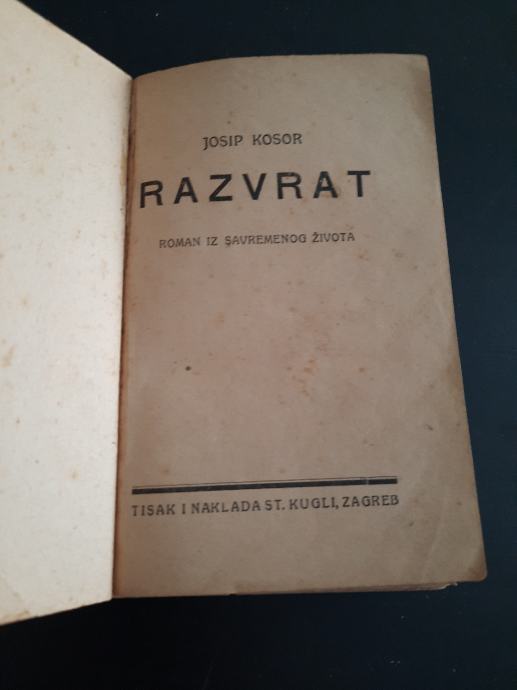 JOSIP KOSOR
RAZVRAT
ROMAN IZ SAVREMENOG ŽIVOTA
TISAK I NAKLADA ST. KUGLI, ZAGREB